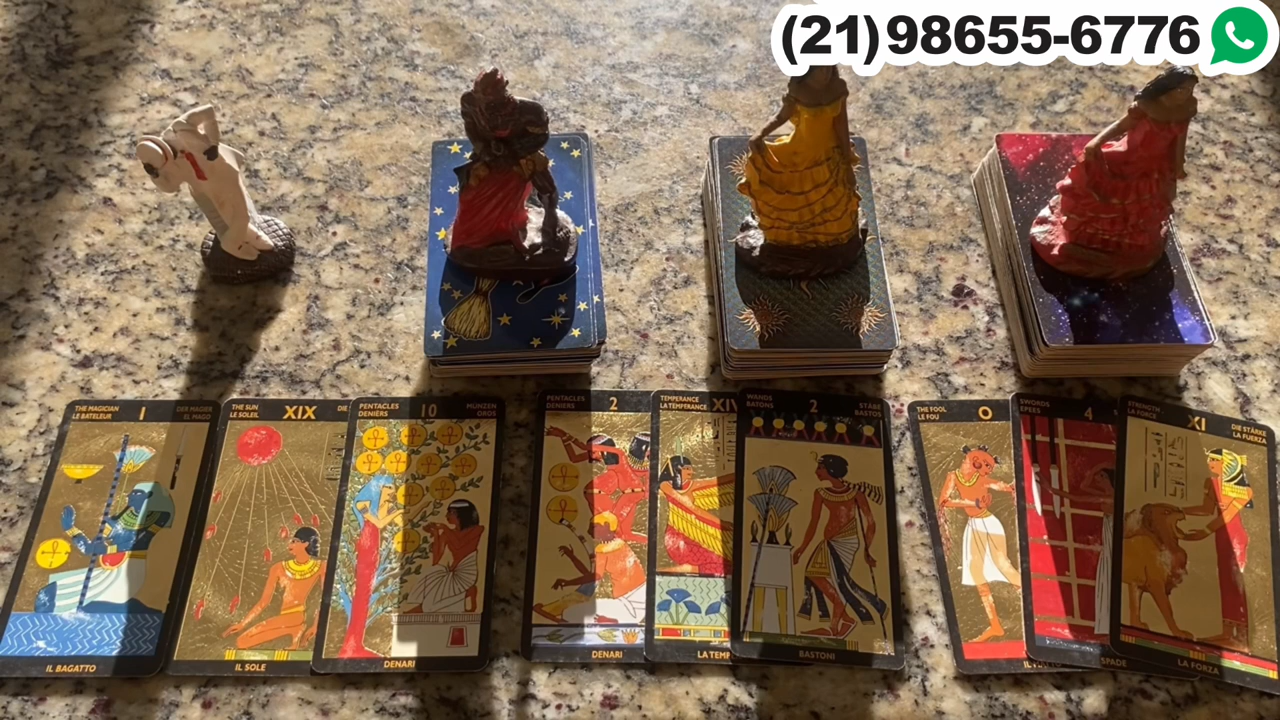 (21)98655-6776
THE MAGICIAN
LE BATELEUR
I
DER MAGIER
EL MAGO
IL BAGATTO
THE SUN
LE SOLEIL
XIX
IL SOLE
PENTACLES
DENIERS
10
MÜNZEN
OROS
DENARI
PENTACLES
DENIERS
2
DENARI
TEMPERANCE
LA TEMPERANCE
XIV
LA TEMP
WANDS
BATONS
2
STÄBE
BASTOS
BASTONI
THE FOOL
LE FOU
0
SWORDS
EPEES
4
SPADE
STRENGTH
LA FORCE
XI
DIE STÄRKE
LA FUERZA
LA FORZA